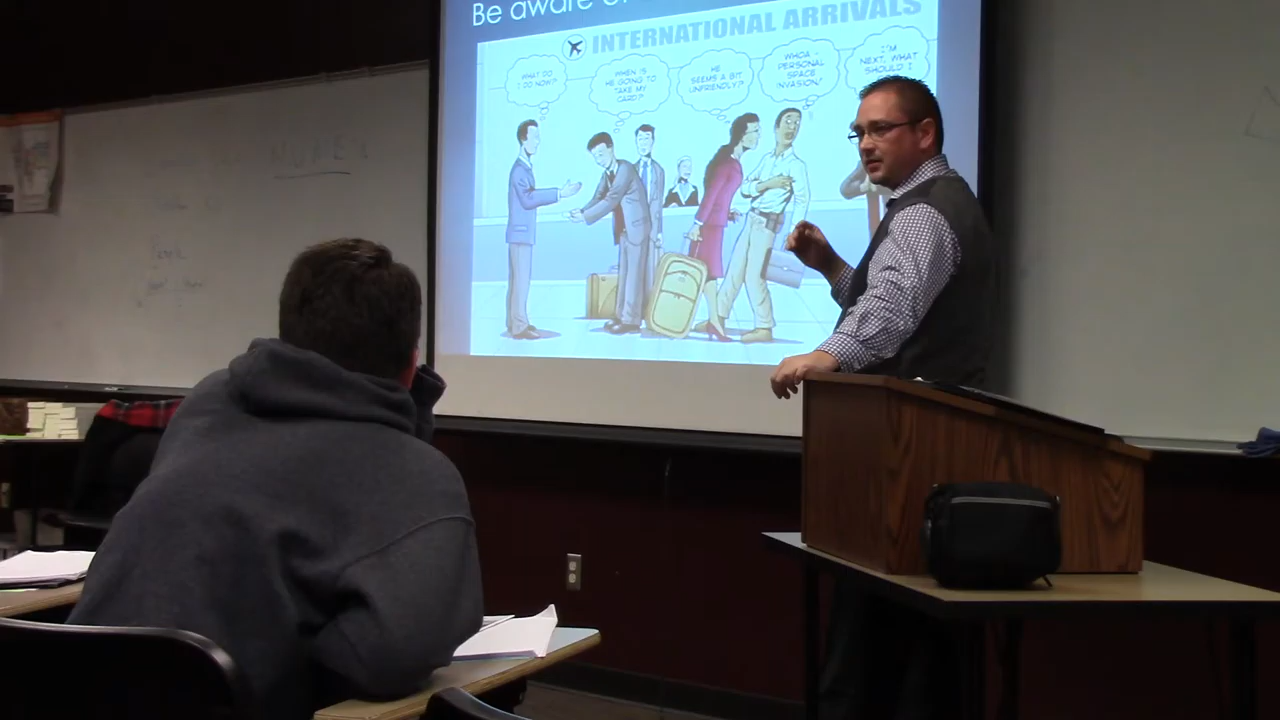 Be aware
INTERNATIONAL ARRIVALS
WHAT DO
I DO NOW?
WHEN IS
HE GOING TO
TAKE MY
CARD?
HE
SEEMS A BIT
UNFRIENDLY?
WHOA -
PERSONAL
SPACE
INVASION!
I'M
NEXT, WHAT
SHOULD I